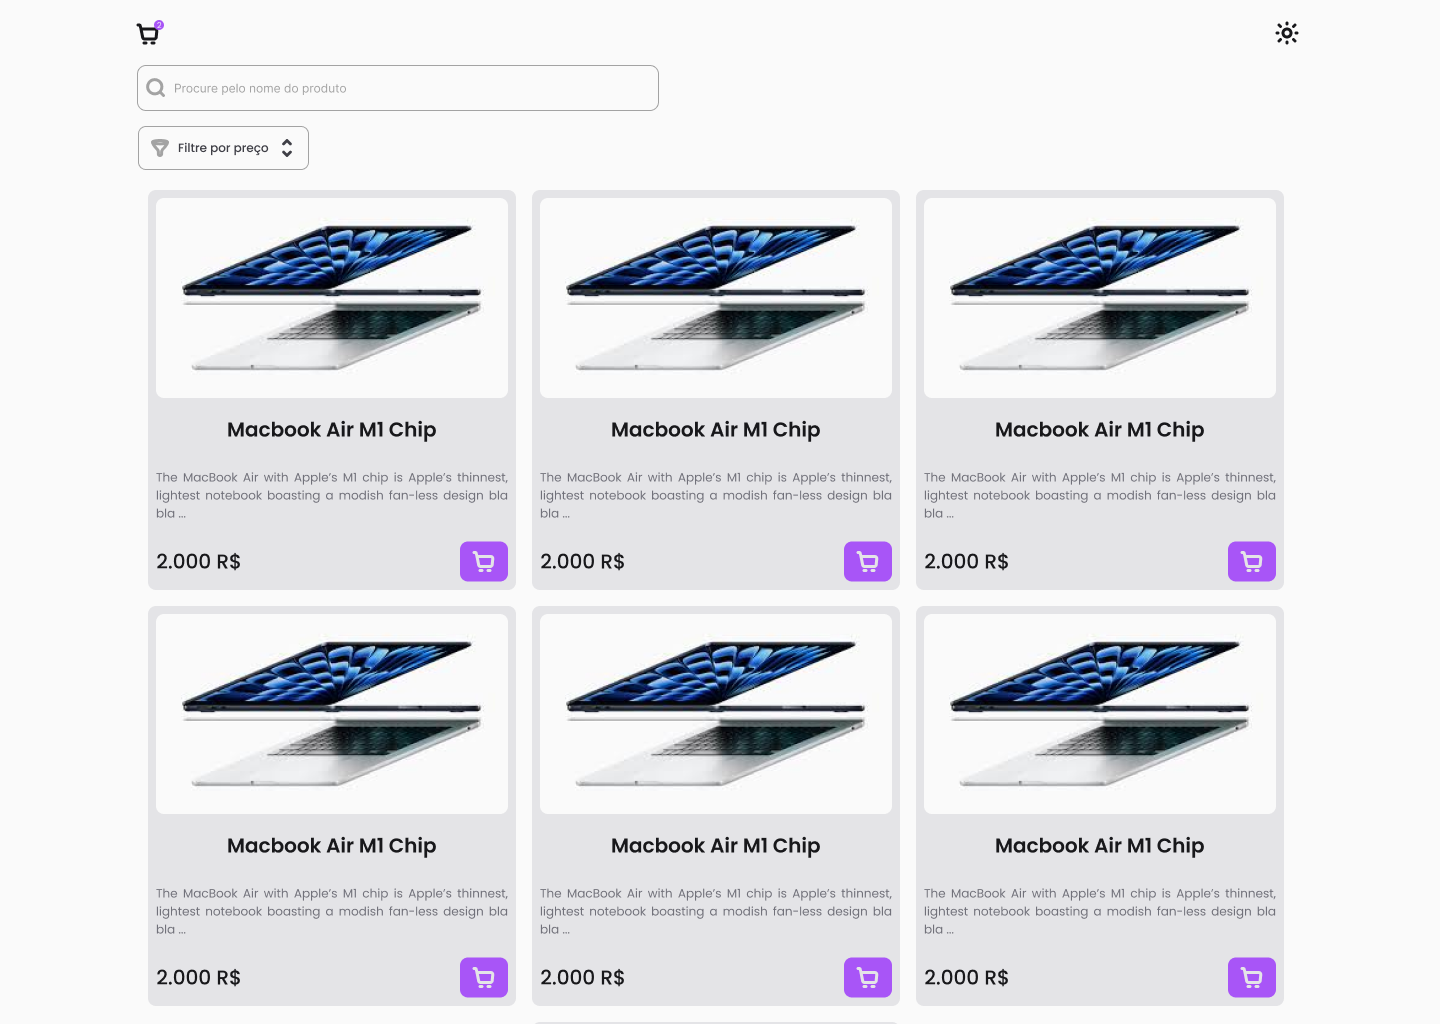 2
Procure pelo nome do produto
Filtre por preço
Macbook Air M1 Chip
The MacBook Air with Apple's M1 chip is Apple's thinnest,
lightest notebook boasting a modish fan-less design bla
bla ...
2.000 R$
Macbook Air M1 Chip
The MacBook Air with Apple's M1 chip is Apple's thinnest,
lightest notebook boasting a modish fan-less design bla
bla ...
2.000 R$
Macbook Air M1 Chip
The MacBook Air with Apple's M1 chip is Apple's thinnest,
lightest notebook boasting a modish fan-less design bla
bla ...
2.000 R$
Macbook Air M1 Chip
The MacBook Air with Apple's M1 chip is Apple's thinnest,
lightest notebook boasting a modish fan-less design bla
bla ...
2.000 R$
Macbook Air M1 Chip
The MacBook Air with Apple's M1 chip is Apple's thinnest,
lightest notebook boasting a modish fan-less design bla
bla ...
2.000 R$
Macbook Air M1 Chip
The MacBook Air with Apple's M1 chip is Apple's thinnest,
lightest notebook boasting a modish fan-less design bla
bla ...
2.000 R$